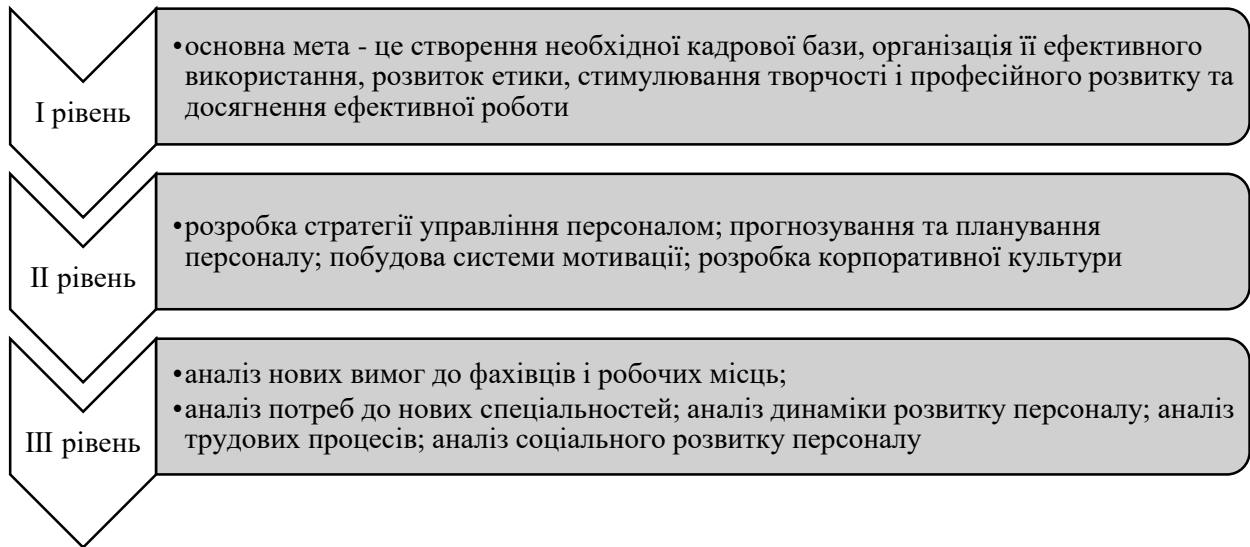 І рівень
•основна мета - це створення необхідної кадрової бази, організація її ефективного
використання, розвиток етики, стимулювання творчості і професійного розвитку та
досягнення ефективної роботи
ІІ рівень
•розробка стратегії управління персоналом; прогнозування та планування
персоналу; побудова системи мотивації; розробка корпоративної культури
ІІІ рівень
•аналіз нових вимог до фахівців і робочих місць;
•аналіз потреб до нових спеціальностей; аналіз динаміки розвитку персоналу; аналіз
трудових процесів; аналіз соціального розвитку персоналу